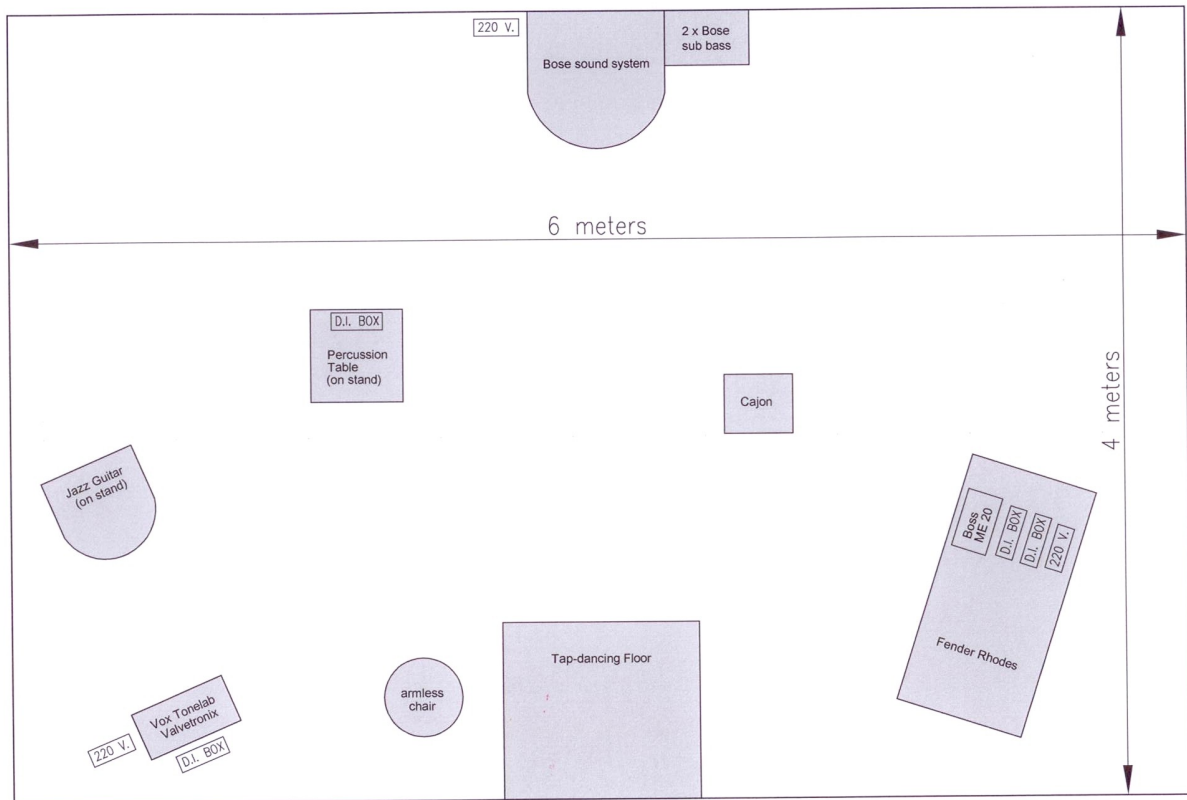 220 V.
Bose sound system
2 x Bose
sub bass
6 meters
4 meters
D.I. BOX
Percussion
Table
(on stand)
Cajon
Jazz Guitar
(on stand)
Boss
ME 20
D.I. BOX
D.I. BOX
220 V.
Fender Rhodes
Tap-dancing Floor
armless
chair
Vox Tonelab
Valvetronix
220 V.
D.I. BOX